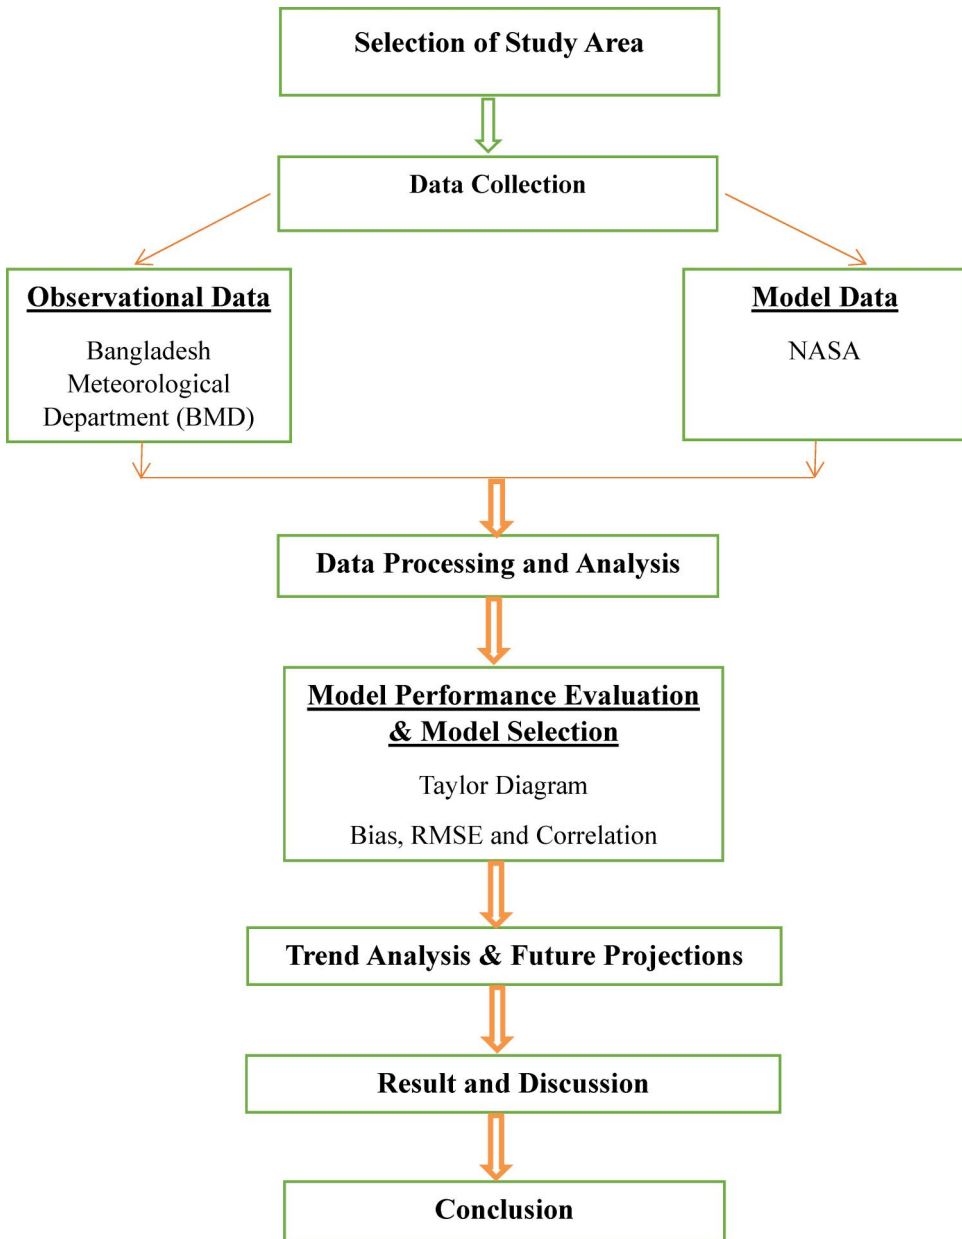 Selection of Study Area
Data Collection
Observational Data
Bangladesh
Meteorological
Department (BMD)
Model Data
NASA
Data Processing and Analysis
Model Performance Evaluation
& Model Selection
Taylor Diagram
Bias, RMSE and Correlation
Trend Analysis & Future Projections
Result and Discussion
Conclusion